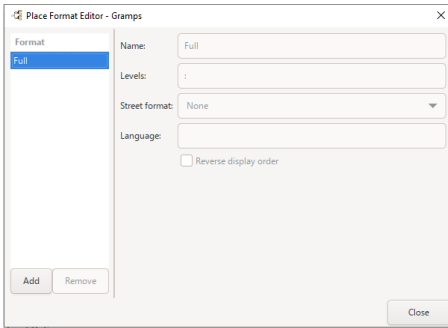 Place Format Editor - Gramps
Format
Full
Name: Full
Levels: :
Street format: None
Language:
Reverse display order
Add Remove
Close